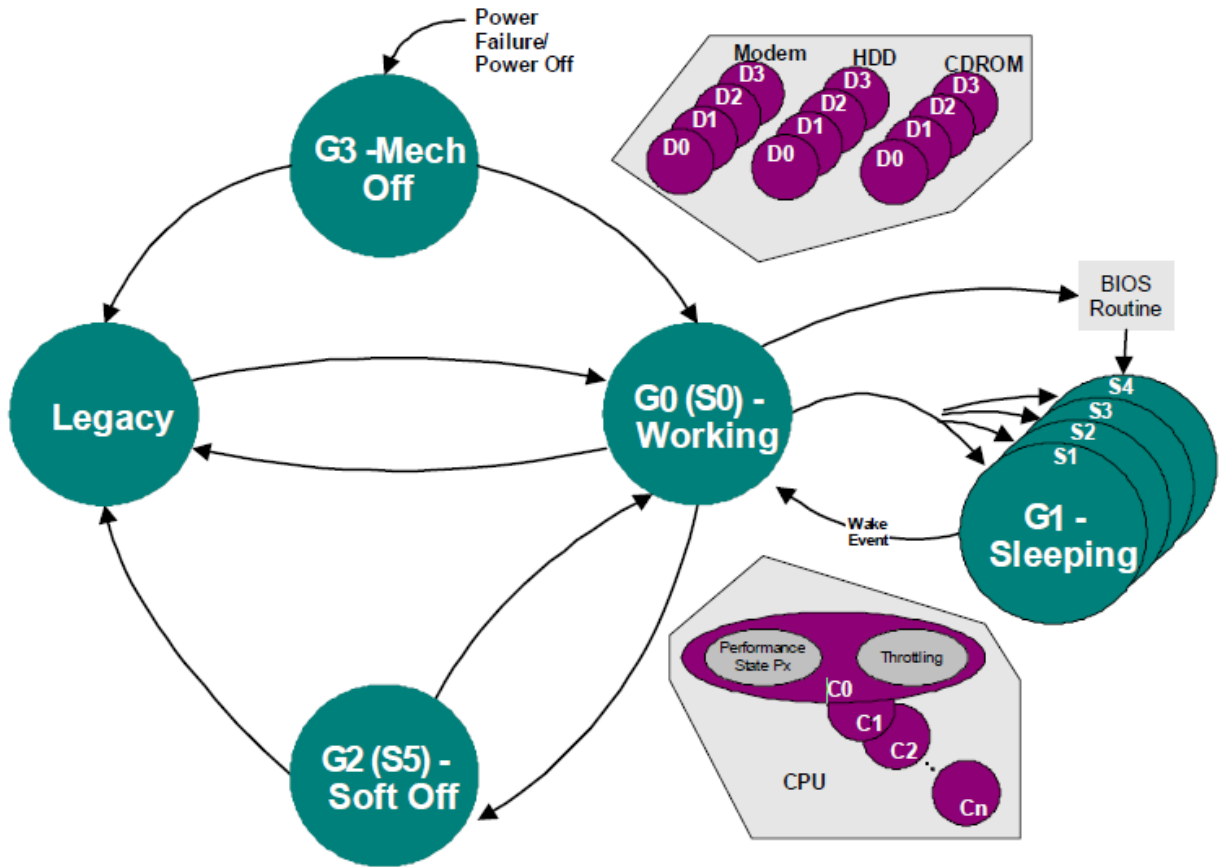 Power
Failure/
Power Off
G3 -Mech
Off
Modem
HDD
CDROM
D3
D2
D1
D0
D3
D2
D1
D0
D3
D2
D1
D0
BIOS
Routine
Legacy
G0 (S0) -
Working
S4
S3
S2
S1
G1 -
Sleeping
Wake
Event
G2 (S5) -
Soft Off
Performance
State Px
Throttling
C0
C1
C2
Cn
CPU